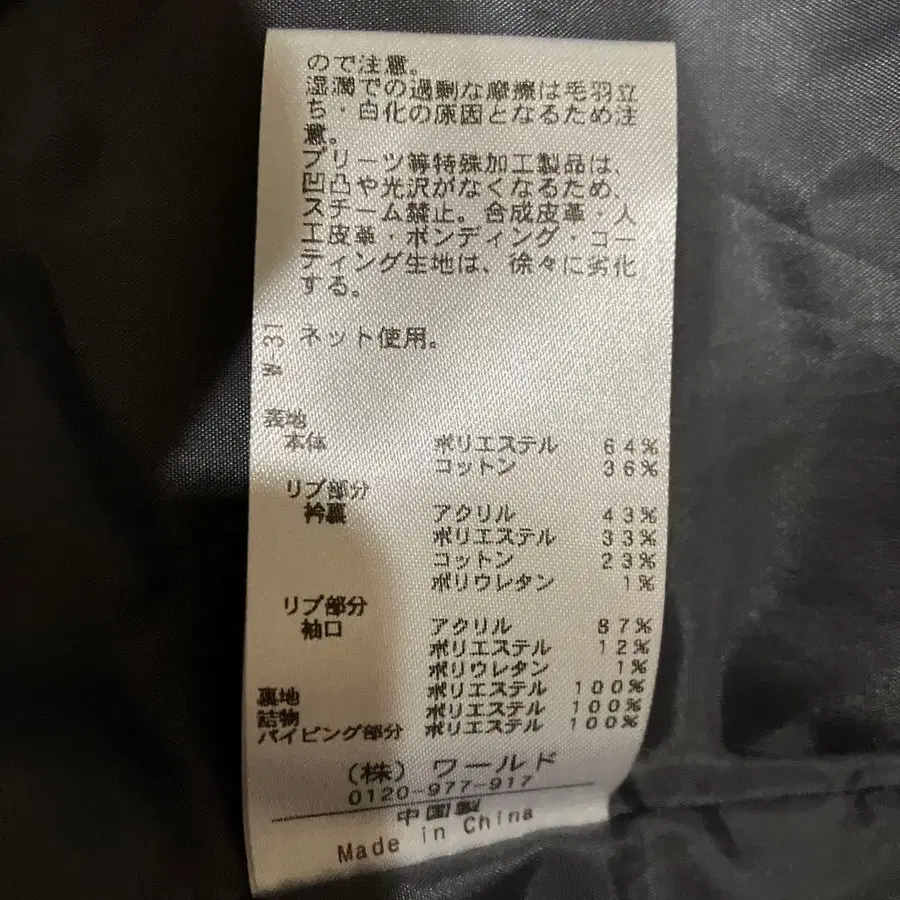 ので注意。
湿潤での過剰な摩擦は毛羽立
ち・白化の原因となるため注
意。
プリーツ等特殊加工製品は、
凹凸や光沢がなくなるため、
スチーム禁止。合成皮革・人
工皮革・ボンディング・コー
ティング生地は、徐々に劣化
する。
W-31
ネット使用。
表地
本体 ポリエステル 64%
コットン 36%
リブ部分
衿裏 アクリル 43%
ポリエステル 33%
コットン 23%
ポリウレタン 1%
リブ部分
袖口 アクリル 87%
ポリエステル 12%
ポリウレタン 1%
裏地 ポリエステル 100%
詰物 ポリエステル 100%
パイピング部分 ポリエステル 100%
(株) ワールド
0120-977-917
中国製
Made in China